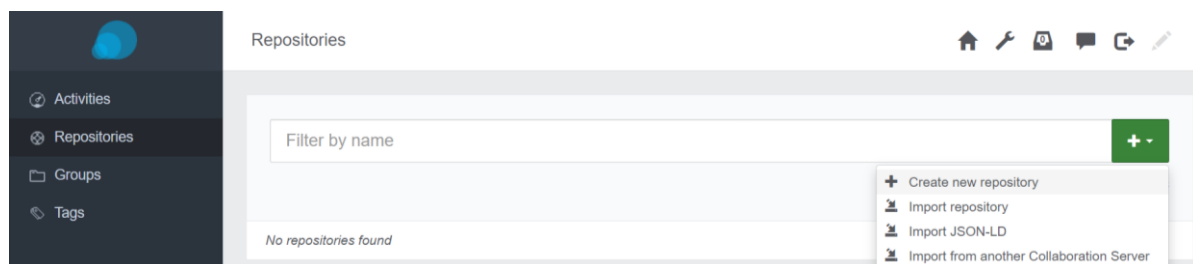 Repositories
0
Activities
Repositories
Groups
Tags
Filter by name
Create new repository
Import repository
Import JSON-LD
Import from another Collaboration Server
No repositories found